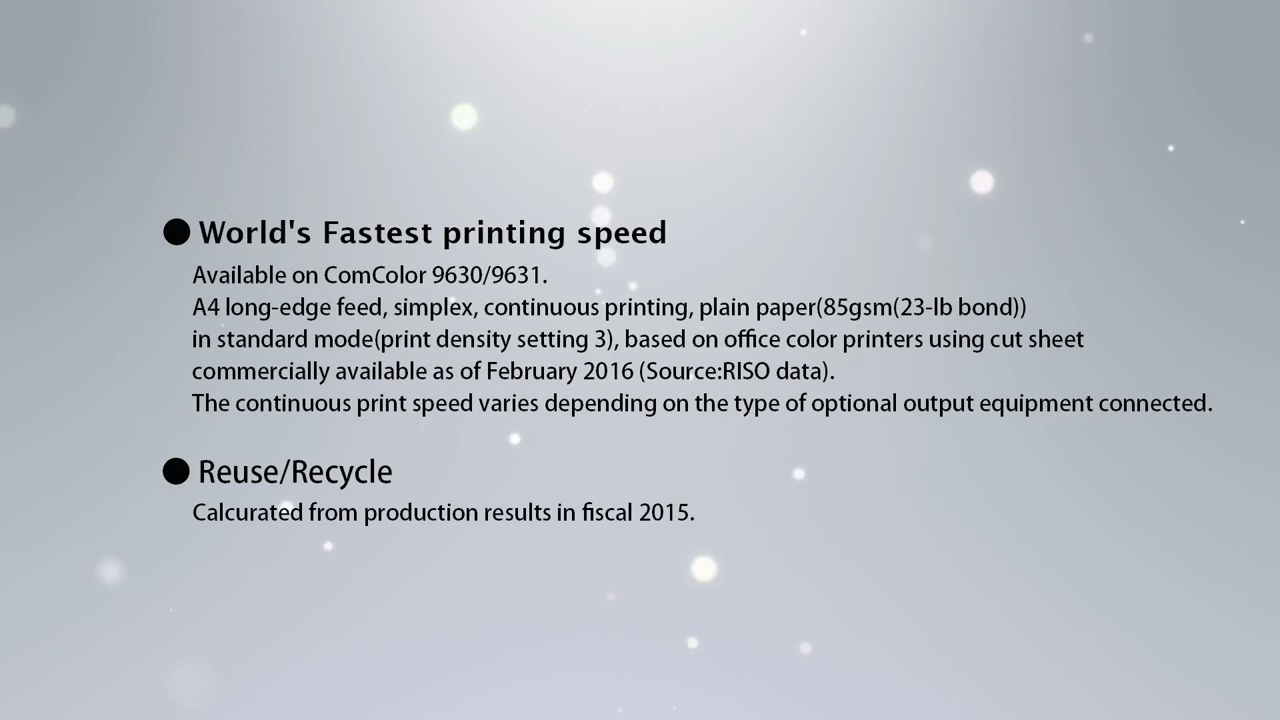 ● World's Fastest printing speed
Available on ComColor 9630/9631.
A4 long-edge feed, simplex, continuous printing, plain paper(85gsm(23-lb bond))
in standard mode(print density setting 3), based on office color printers using cut sheet
commercially available as of February 2016 (Source:RISO data).
The continuous print speed varies depending on the type of optional output equipment connected.
● Reuse/Recycle
Calcurated from production results in fiscal 2015.